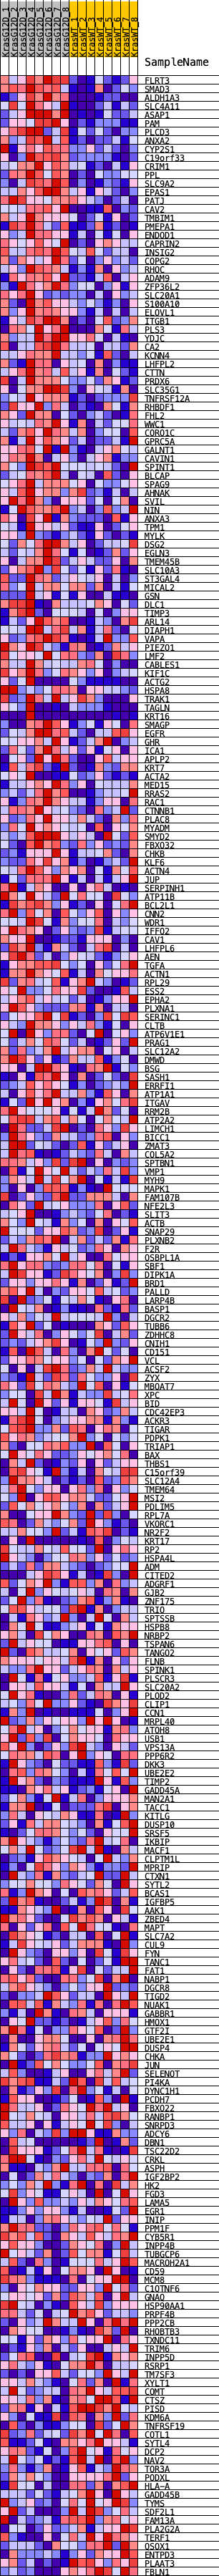 KrasG12D_1
KrasG12D_2
KrasG12D_3
KrasG12D_4
KrasG12D_5
KrasG12D_6
KrasG12D_7
KrasG12D_8
KrasWT_1
KrasWT_2
KrasWT_3
KrasWT_4
KrasWT_5
KrasWT_6
KrasWT_7
KrasWT_8
SampleName
FLRT3
SMAD3
ALDH1A3
SLC4A11
ASAP1
PAM
PLCD3
ANXA2
CYP2S1
C19orf33
CRIM1
PPL
SLC9A2
EPAS1
PATJ
CAV2
TMBIM1
PMEPA1
ENDOD1
CAPRIN2
INSIG2
COPG2
RHOC
ADAM9
ZFP36L2
SLC20A1
S100A10
ELOVL1
ITGB1
PLS3
YDJC
CA2
KCNN4
LHFPL2
CTTN
PRDX6
SLC35G1
TNFRSF12A
RHBDF1
FHL2
WWC1
CORO1C
GPRC5A
GALNT1
CAVIN1
SPINT1
BLCAP
SPAG9
AHNAK
SVIL
NIN
ANXA3
TPM1
MYLK
DSG2
EGLN3
TMEM45B
SLC10A3
ST3GAL4
MICAL2
GSN
DLC1
TIMP3
ARL14
DIAPH1
VAPA
PIEZO1
LMF2
CABLES1
KIF1C
ACTG2
HSPA8
TRAK1
TAGLN
KRT16
SMAGP
EGFR
GHR
ICA1
APLP2
KRT7
ACTA2
MED15
RRAS2
RAC1
CTNNB1
PLAC8
MYADM
SMYD2
FBXO32
CHKB
KLF6
ACTN4
JUP
SERPINH1
ATP11B
BCL2L1
CNN2
WDR1
IFFO2
CAV1
LHFPL6
AEN
TGFA
ACTN1
RPL29
ESS2
EPHA2
PLXNA1
SERINC1
CLTB
ATP6V1E1
PRAG1
SLC12A2
DMWD
BSG
SASH1
ERRFI1
ATP1A1
ITGAV
RRM2B
ATP2A2
LIMCH1
BICC1
ZMAT3
COL5A2
SPTBN1
VMP1
MYH9
MAPK1
FAM107B
NFE2L3
SLIT3
ACTB
SNAP29
PLXNB2
F2R
OSBPL1A
SBF1
DIPK1A
BRD1
PALLD
LARP4B
BASP1
DGCR2
TUBB6
ZDHHC8
CNIH1
CD151
VCL
ACSF2
ZYX
MBOAT7
XPC
BID
CDC42EP3
ACKR3
TIGAR
PDPK1
TRIAP1
BAX
THBS1
C15orf39
SLC12A4
TMEM64
MSI2
PDLIM5
RPL7A
VKORC1
NR2F2
KRT17
RP2
HSPA4L
ADM
CITED2
ADGRF1
GJB2
ZNF175
TRIO
SPTSSB
HSPB8
NRBP2
TSPAN6
TANGO2
FLNB
SPINK1
PLSCR3
SLC20A2
PLOD2
CLIP1
CCN1
MRPL40
ATOH8
USB1
VPS13A
PPP6R2
DKK3
UBE2E2
TIMP2
GADD45A
MAN2A1
TACC1
KITLG
DUSP10
SRSF5
IKBIP
MACF1
CLPTM1L
MPRIP
CTXN1
SYTL2
BCAS1
IGFBP5
AAK1
ZBED4
MAPT
SLC7A2
CUL9
FYN
TANC1
FAT1
NABP1
DGCR8
TIGD2
NUAK1
GABBR1
HMOX1
GTF2I
UBE2E1
DUSP4
CHKA
JUN
SELENOT
PI4KA
DYNC1H1
PCDH7
FBXO22
RANBP1
SNRPD3
ADCY6
DBN1
TSC22D2
CRKL
ASPH
IGF2BP2
HK2
FGD3
LAMA5
EGR1
INIP
PPM1F
CYB5R1
INPP4B
TUBGCP6
MACROH2A1
CD59
MCM8
C1QTNF6
GNAQ
HSP90AA1
PRPF4B
PPP2CB
RHOBTB3
TXNDC11
TRIM6
INPP5D
RSRP1
TM7SF3
XYLT1
COMT
CTSZ
PISD
KDM6A
TNFRSF19
COTL1
SYTL4
DCP2
NAV2
TOR3A
PODXL
HLA-A
GADD45B
TYMS
SDF2L1
FAM13A
PLA2G2A
TERF1
QSOX1
ENTPD3
PLAAT3
FBLN1